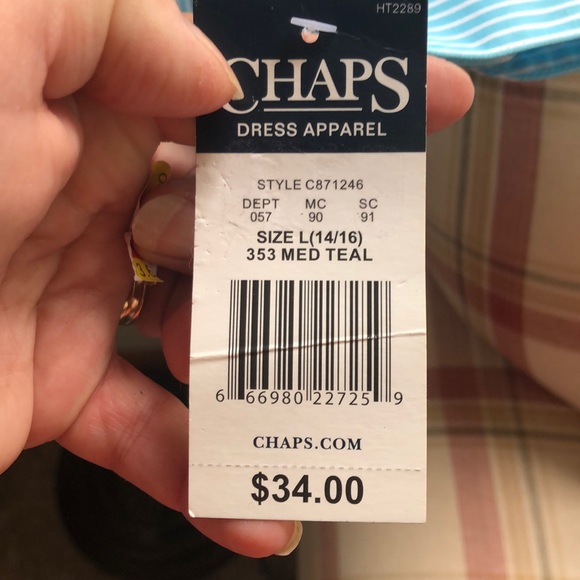 HT2289
CHAPS
DRESS APPAREL
STYLE C871246
DEPT MC SC
057 90 91
SIZE L(14/16)
353 MED TEAL
6 66980 22725 9
CHAPS.COM
$34.00